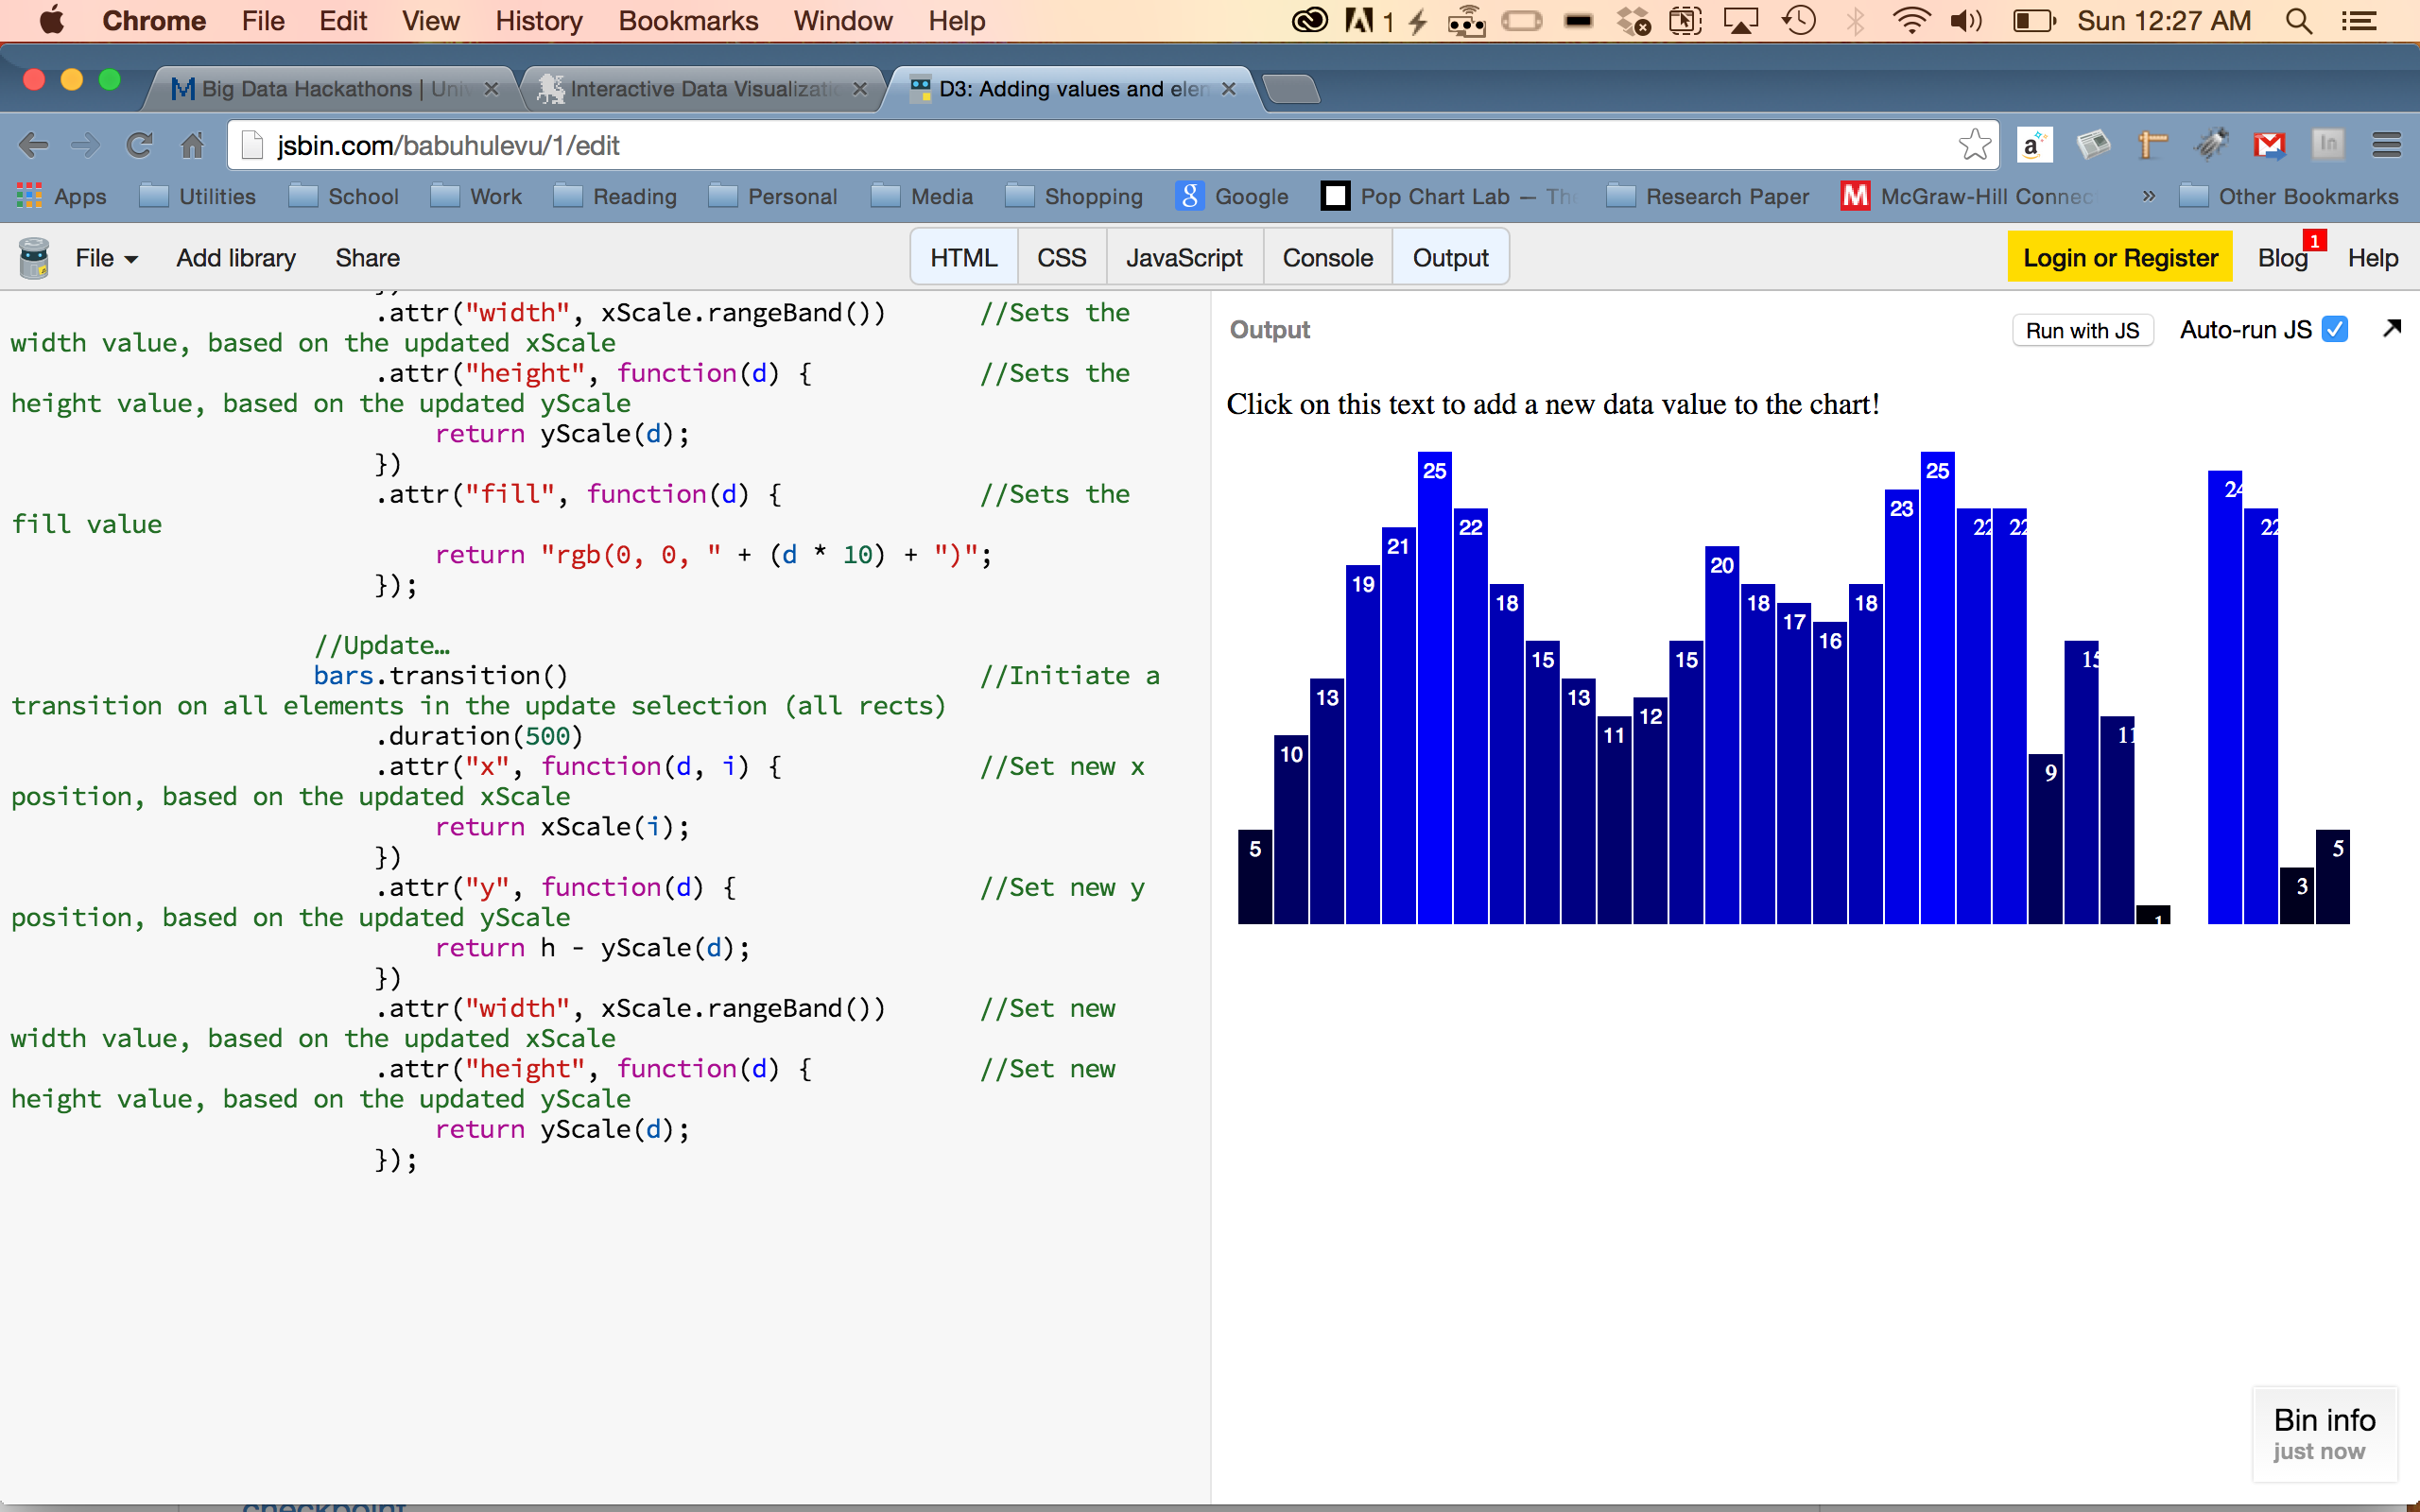 Chrome File Edit View History Bookmarks Window Help 1 Sun 12:27 AM
Big Data Hackathons | Uni Interactive Data Visualizati D3: Adding values and elem
jsbin.com/babuhulevu/1/edit
Apps Utilities School Work Reading Personal Media Shopping Google Pop Chart Lab — The Research Paper McGraw-Hill Connec » Other Bookmarks
File Add library Share HTML CSS JavaScript Console Output Login or Register Blog 1 Help
.attr("width", xScale.rangeBand()) //Sets the
width value, based on the updated xScale
.attr("height", function(d) { //Sets the
height value, based on the updated yScale
return yScale(d);
})
.attr("fill", function(d) { //Sets the
fill value
return "rgb(0, 0, " + (d * 10) + ")";
});
//Update…
bars.transition() //Initiate a
transition on all elements in the update selection (all rects)
.duration(500)
.attr("x", function(d, i) { //Set new x
position, based on the updated xScale
return xScale(i);
})
.attr("y", function(d) { //Set new y
position, based on the updated yScale
return h - yScale(d);
})
.attr("width", xScale.rangeBand()) //Set new
width value, based on the updated xScale
.attr("height", function(d) { //Set new
height value, based on the updated yScale
return yScale(d);
});
Output Run with JS Auto-run JS
Click on this text to add a new data value to the chart!
5 10 13 19 21 25 22 18 15 13 11 12 15 20 18 17 16 18 23 25 22 22 9 15 11 1 24 22 3 5
Bin info
just now
checkpoint